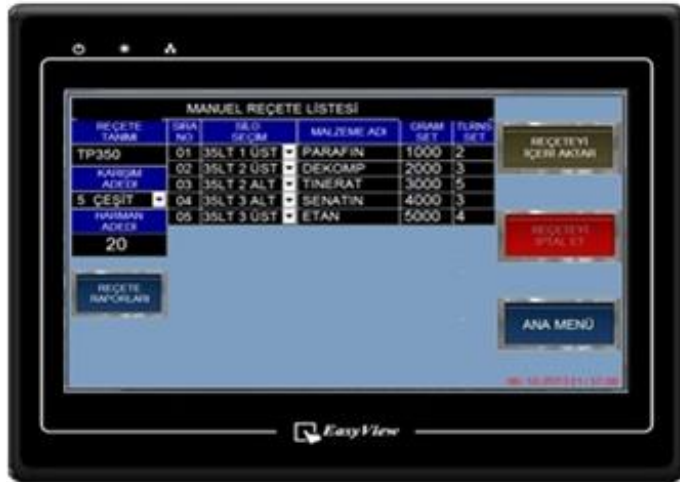 MANUEL REÇETE LİSTESİ
REÇETE TANIMI
TP350
KARIŞIM ADEDİ
5 ÇEŞİT
HARMAN ADEDİ
20
REÇETE RAPORLARI
SIRA NO SİLO SEÇİM MALZEME ADI GRAM SET TLRNS SET
01 35LT 1 ÜST PARAFIN 1000 2
02 35LT 2 ÜST DEKOMP 2000 3
03 35LT 2 ALT TINERAT 3000 5
04 35LT 3 ALT SENATIN 4000 3
05 35LT 3 ÜST ETAN 5000 4
REÇETEYİ
İÇERİ AKTAR
REÇETEYİ
İPTAL ET
ANA MENÜ
EasyView